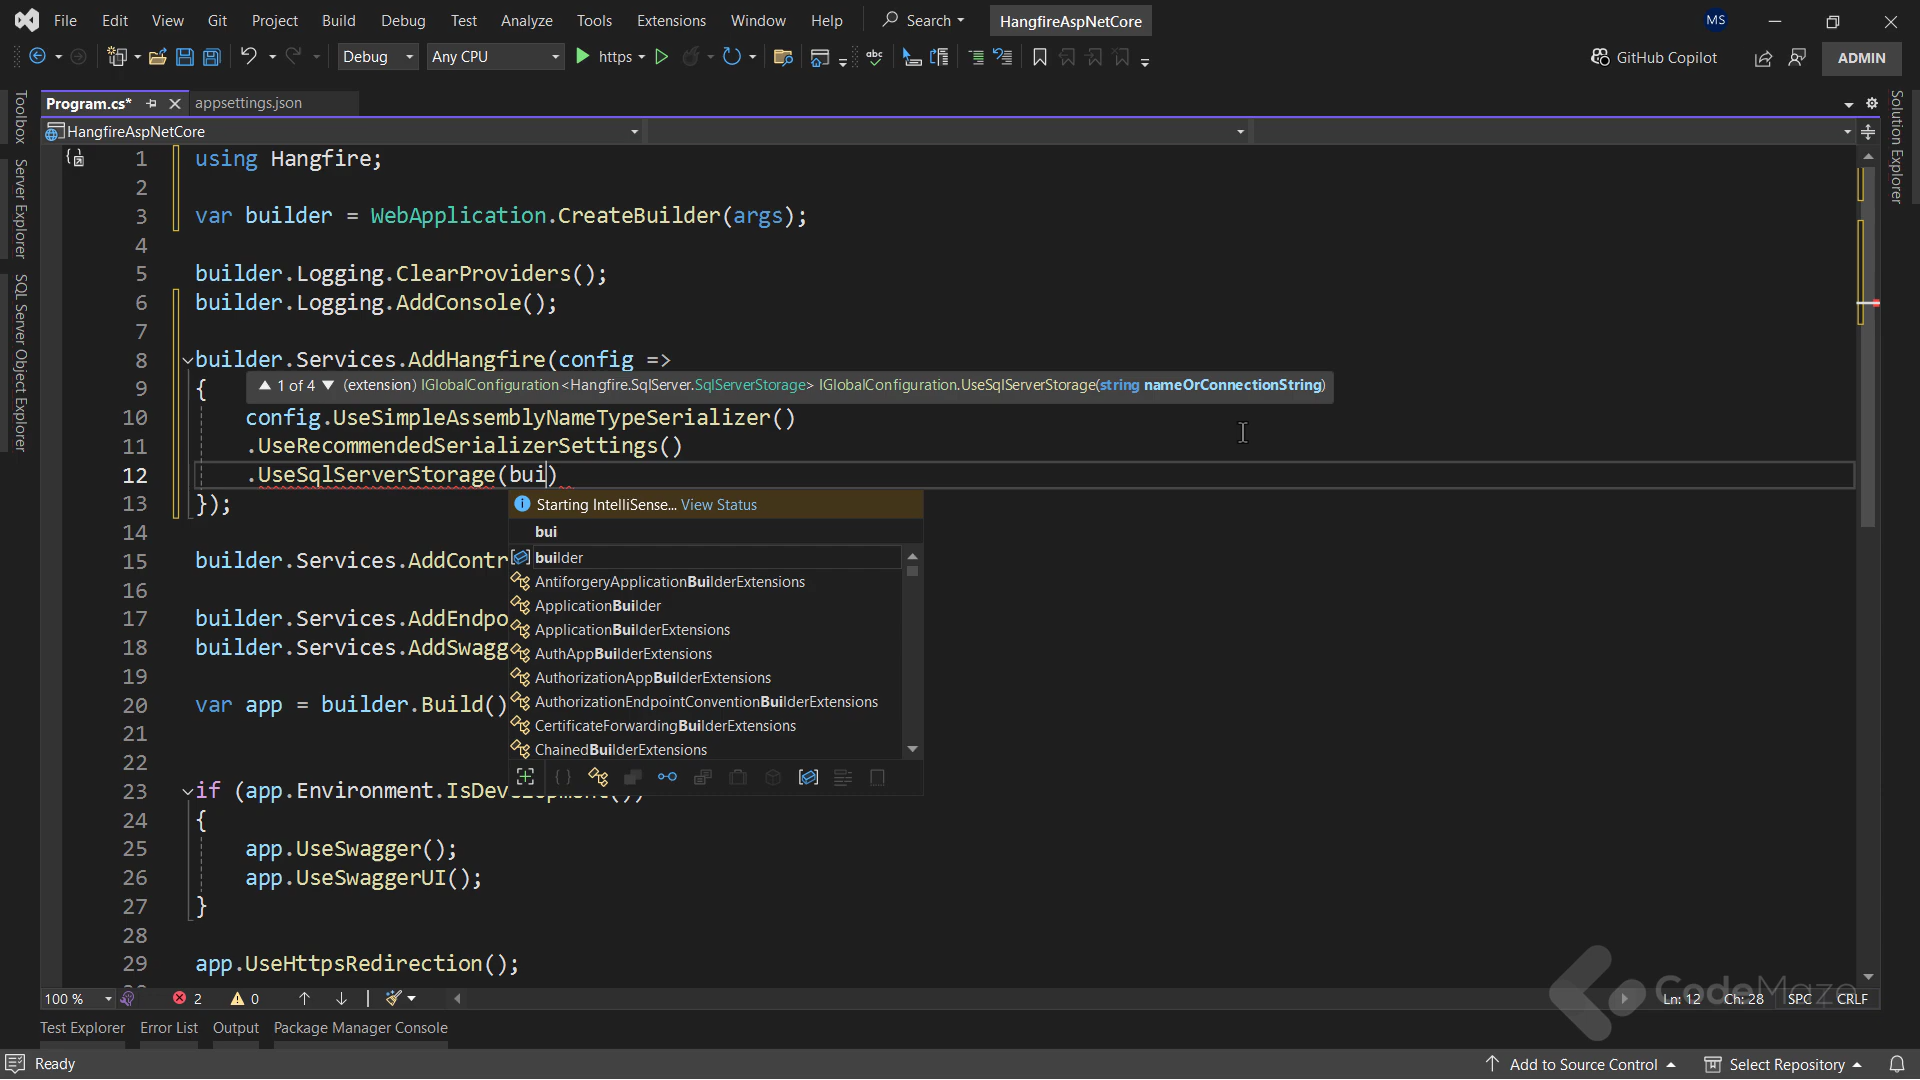 File Edit View Git Project Build Debug Test Analyze Tools Extensions Window Help Search HangfireAspNetCore MS
Debug Any CPU https abc GitHub Copilot ADMIN
Program.cs* appsettings.json
HangfireAspNetCore
Toolbox
Server Explorer
SQL Server Object Explorer
Solution Explorer
1 using Hangfire;
2
3 var builder = WebApplication.CreateBuilder(args);
4
5 builder.Logging.ClearProviders();
6 builder.Logging.AddConsole();
7
8 builder.Services.AddHangfire(config =>
9 {
1 of 4 (extension) IGlobalConfiguration<Hangfire.SqlServer.SqlServerStorage> IGlobalConfiguration.UseSqlServerStorage(string nameOrConnectionString)
10 config.UseSimpleAssemblyNameTypeSerializer()
11 .UseRecommendedSerializerSettings()
12 .UseSqlServerStorage(bui)
13 });
Starting IntelliSense... View Status
14
bui
15 builder.Services.AddContr
builder
AntiforgeryApplicationBuilderExtensions
16
ApplicationBuilder
17 builder.Services.AddEndpo
ApplicationBuilderExtensions
18 builder.Services.AddSwagg
AuthAppBuilderExtensions
19
AuthorizationAppBuilderExtensions
20 var app = builder.Build()
AuthorizationEndpointConventionBuilderExtensions
21
CertificateForwardingBuilderExtensions
ChainedBuilderExtensions
22
23 if (app.Environment.IsDevelopment())
24 {
25 app.UseSwagger();
26 app.UseSwaggerUI();
27 }
28
29 app.UseHttpsRedirection();
CodeMaze
100 % 2 0 Ln: 12 Ch: 28 SPC CRLF
Test Explorer Error List Output Package Manager Console
Ready Add to Source Control Select Repository